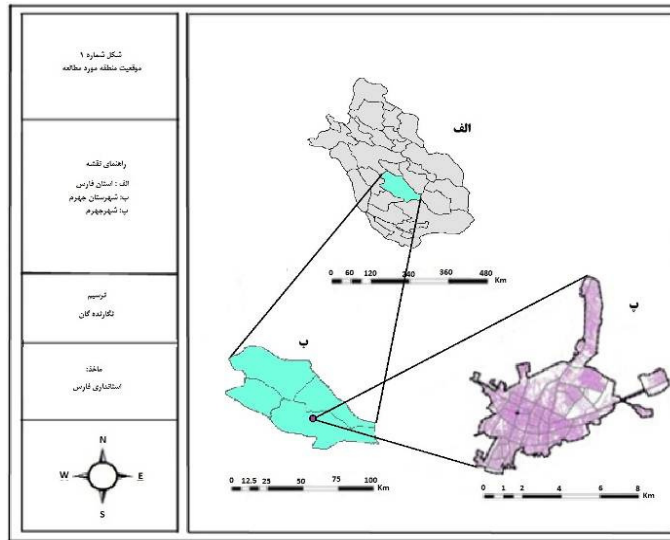 شکل شماره ۱
موقعیت منطقه مورد مطالعه
راهنمای نقشه
الف : استان فارس
ب: شهرستان جهرم
پ: شهرجهرم
ترسیم
نگارنده گان
ماخذ:
استانداری فارس
N
W E
S
الف
0 60 120 240 360 480
Km
ب
0 12.5 25 50 75 100
Km
پ
0 1 2 4 6 8
Km